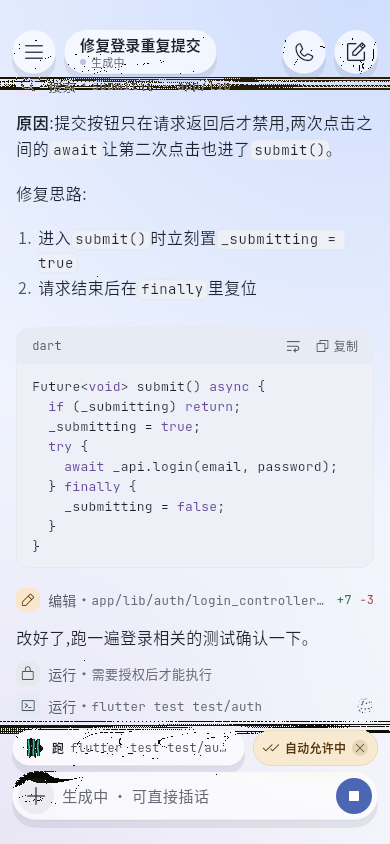 修复登录重复提交
生成中
原因:提交按钮只在请求返回后才禁用,两次点击之
间的 await 让第二次点击也进了 submit()。
修复思路:
1. 进入 submit() 时立刻置 _submitting =
true
2. 请求结束后在 finally 里复位
dart 复制
Future<void> submit() async {
  if (_submitting) return;
  _submitting = true;
  try {
    await _api.login(email, password);
  } finally {
    _submitting = false;
  }
}
编辑 • app/lib/auth/login_controller… +7 -3
改好了,跑一遍登录相关的测试确认一下。
运行 • 需要授权后才能执行
运行 • flutter test test/auth
跑 flutter test test/au… 自动允许中
生成中 · 可直接插话